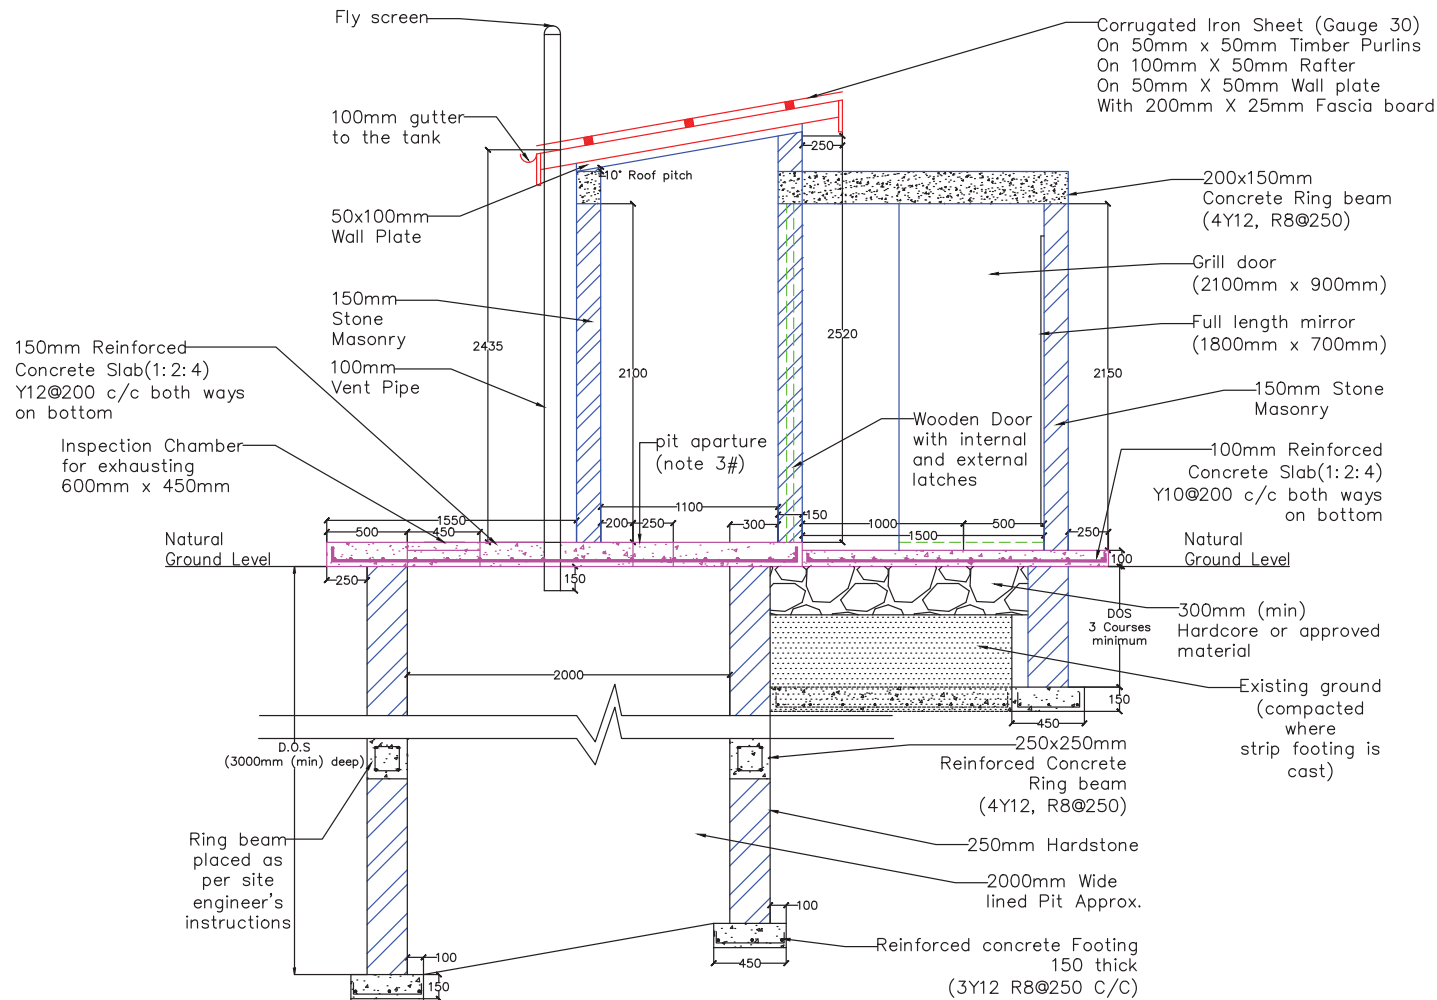 Fly screen
Corrugated Iron Sheet (Gauge 30)
On 50mm x 50mm Timber Purlins
On 100mm X 50mm Rafter
On 50mm X 50mm Wall plate
With 200mm X 25mm Fascia board
100mm gutter
to the tank
250
10° Roof pitch
200x150mm
Concrete Ring beam
(4Y12, R8@250)
50x100mm
Wall Plate
Grill door
(2100mm x 900mm)
150mm
Stone
Masonry
Full length mirror
(1800mm x 700mm)
2435
2520
2100
2150
150mm Reinforced
Concrete Slab(1:2:4)
Y12@200 c/c both ways
on bottom
100mm
Vent Pipe
150mm Stone
Masonry
Wooden Door
with internal
and external
latches
Inspection Chamber
for exhausting
600mm x 450mm
pit aparture
(note 3#)
100mm Reinforced
Concrete Slab(1:2:4)
Y10@200 c/c both ways
on bottom
1550
1100
150
500
450
200
250
300
1000
500
1500
250
Natural
Ground Level
Natural
Ground Level
100
250
150
DOS
3 Courses
minimum
300mm (min)
Hardcore or approved
material
2000
150
450
Existing ground
(compacted
where
strip footing is
cast)
D.O.S
(3000mm (min) deep)
250x250mm
Reinforced Concrete
Ring beam
(4Y12, R8@250)
Ring beam
placed as
per site
engineer's
instructions
250mm Hardstone
2000mm Wide
lined Pit Approx.
100
450
Reinforced concrete Footing
150 thick
(3Y12 R8@250 C/C)
100
150